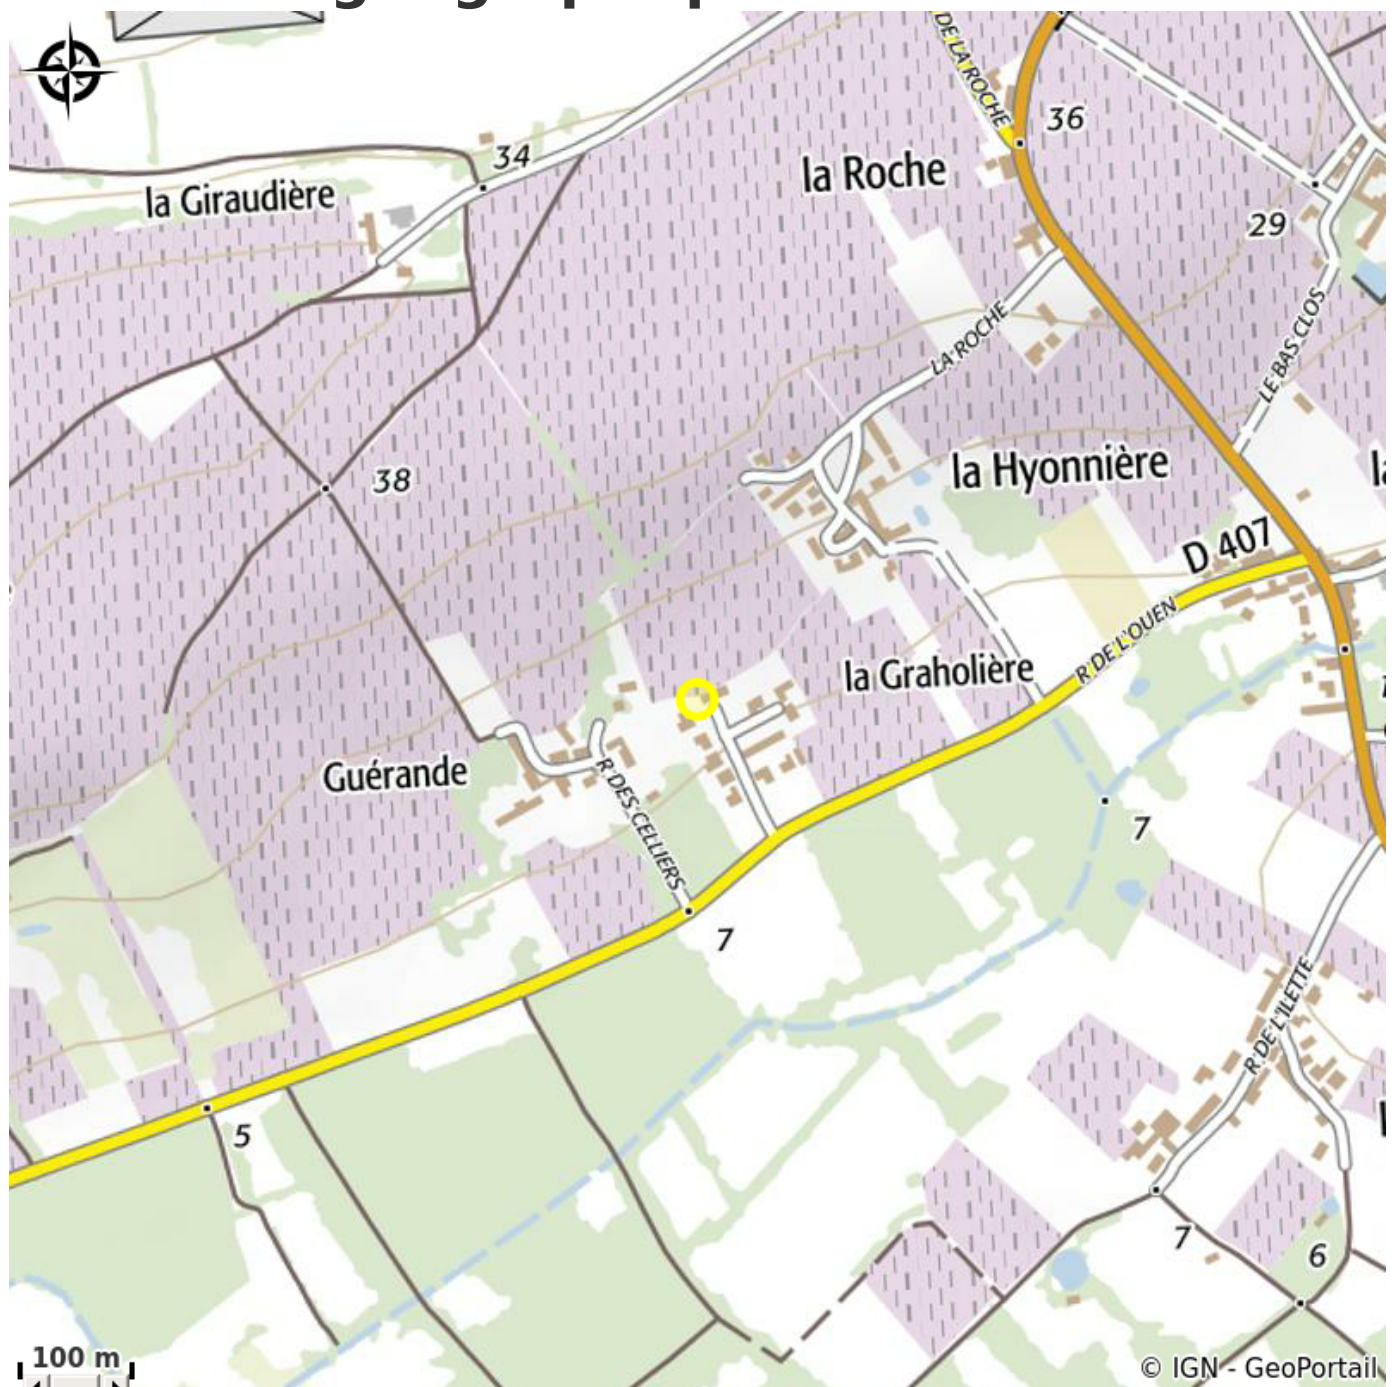 DE LA ROCHE
36
34
la Roche
la Giraudière
29
LA ROCHE
LE BAS CLOS
la Hyonnière
38
D 407
R DE L'OUEN
la Graholière
Guérande
R DES CELLIERS
7
7
R DE L'ILETTE
5
7
6
100 m
© IGN - GeoPortail